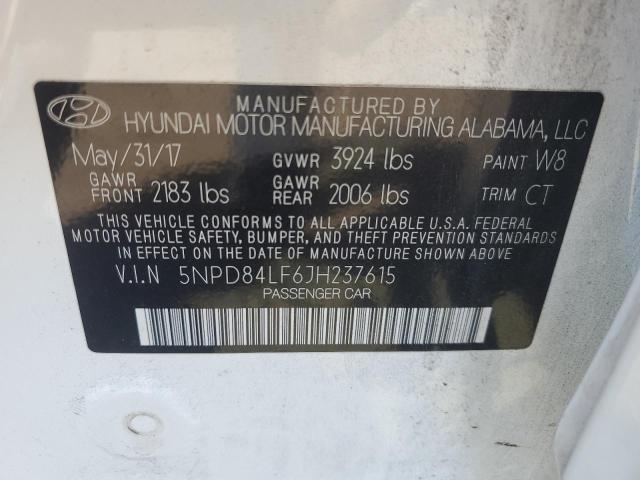 MANUFACTURED BY
HYUNDAI MOTOR MANUFACTURING ALABAMA, LLC
May/31/17 GVWR 3924 lbs PAINT W8
GAWR FRONT 2183 lbs GAWR REAR 2006 lbs TRIM CT
THIS VEHICLE CONFORMS TO ALL APPLICABLE U.S.A. FEDERAL
MOTOR VEHICLE SAFETY, BUMPER, AND THEFT PREVENTION STANDARDS
IN EFFECT ON THE DATE OF MANUFACTURE SHOWN ABOVE
V.I.N 5NPD84LF6JH237615
PASSENGER CAR